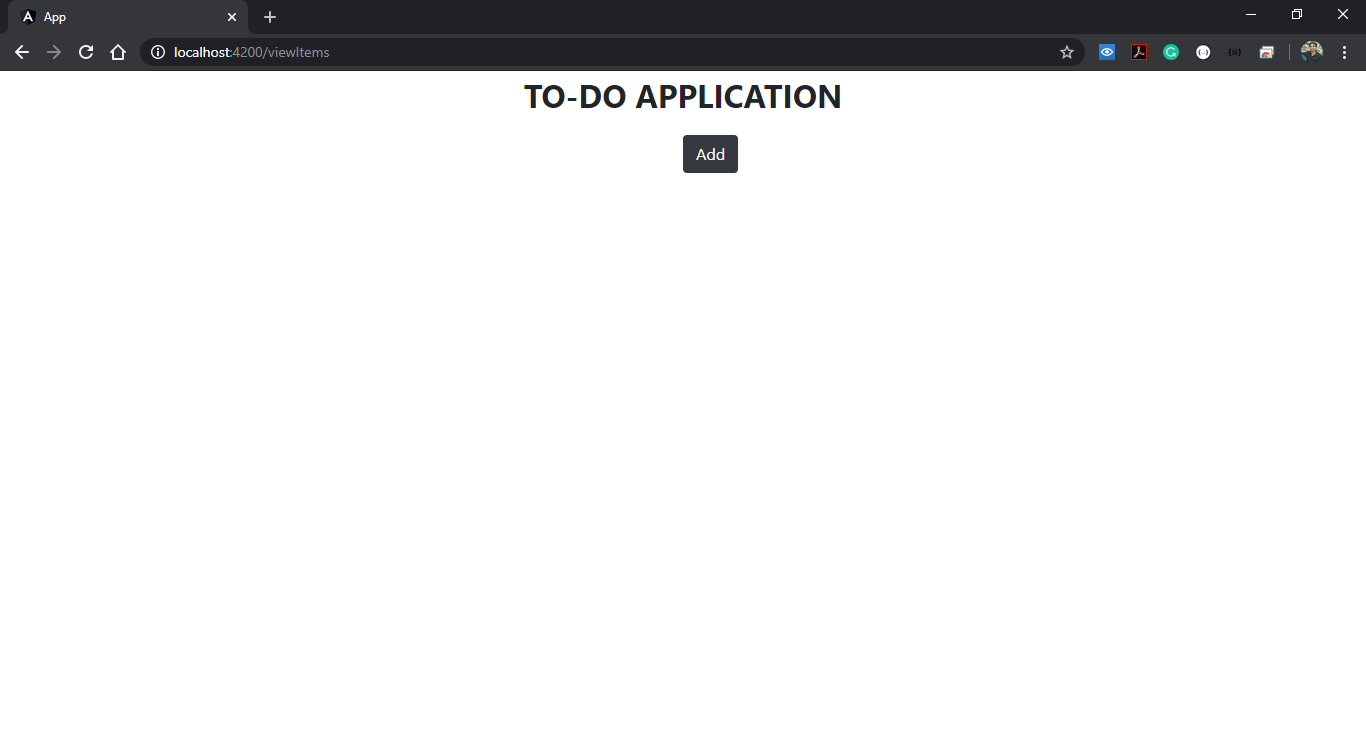 App
localhost:4200/viewItems
TO-DO APPLICATION
Add